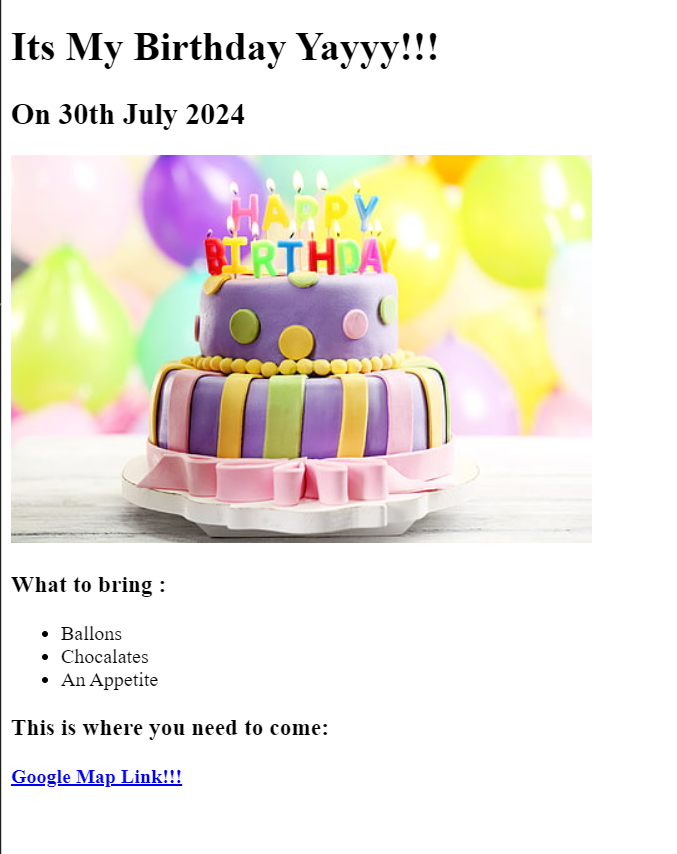 Its My Birthday Yayyy!!!
On 30th July 2024
HAPPY
BIRTHDAY
What to bring :
Ballons
Chocalates
An Appetite
This is where you need to come:
Google Map Link!!!